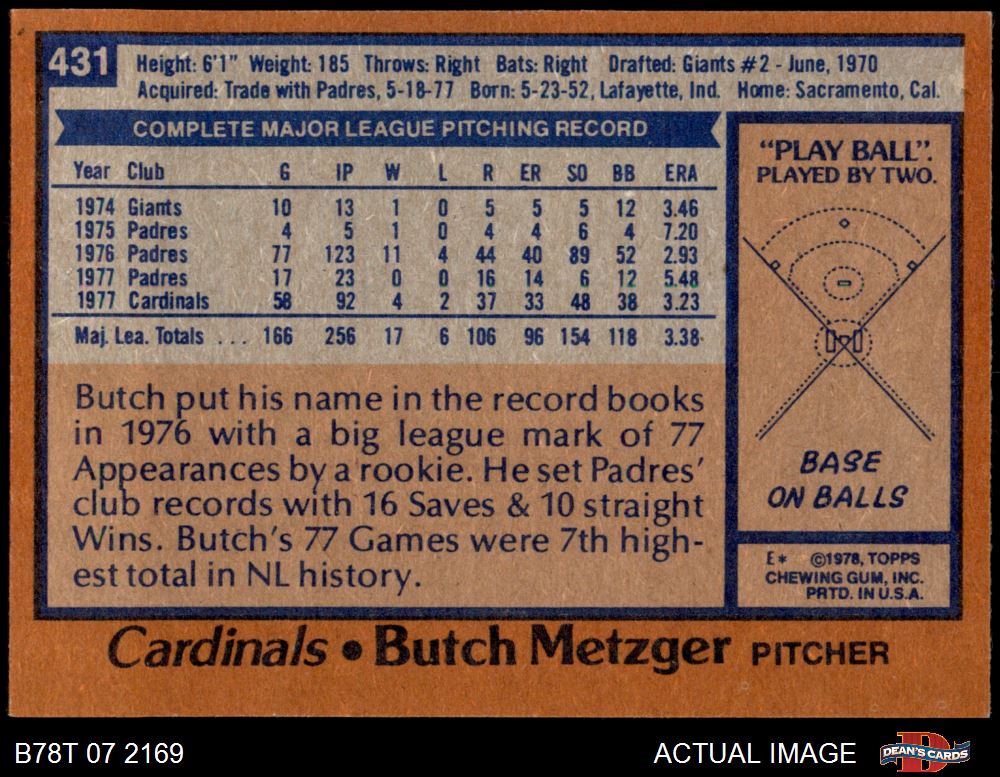 431
Height: 6'1" Weight: 185 Throws: Right Bats: Right Drafted: Giants #2 - June, 1970
Acquired: Trade with Padres, 5-18-77 Born: 5-23-52, Lafayette, Ind. Home: Sacramento, Cal.
COMPLETE MAJOR LEAGUE PITCHING RECORD
Year Club G IP W L R ER SO BB ERA
1974 Giants 10 13 1 0 5 5 5 12 3.46
1975 Padres 4 5 1 0 4 4 6 4 7.20
1976 Padres 77 123 11 4 44 40 89 52 2.93
1977 Padres 17 23 0 0 16 14 6 12 5.48
1977 Cardinals 58 92 4 2 37 33 48 38 3.23
Maj. Lea. Totals ... 166 256 17 6 106 96 154 118 3.38
Butch put his name in the record books
in 1976 with a big league mark of 77
Appearances by a rookie. He set Padres'
club records with 16 Saves & 10 straight
Wins. Butch's 77 Games were 7th high-
est total in NL history.
"PLAY BALL".
PLAYED BY TWO.
BASE
ON BALLS
E* ©1978, TOPPS
CHEWING GUM, INC.
PRTD. IN U.S.A.
Cardinals • Butch Metzger PITCHER
B78T 07 2169
ACTUAL IMAGE
DEAN'S CARDS